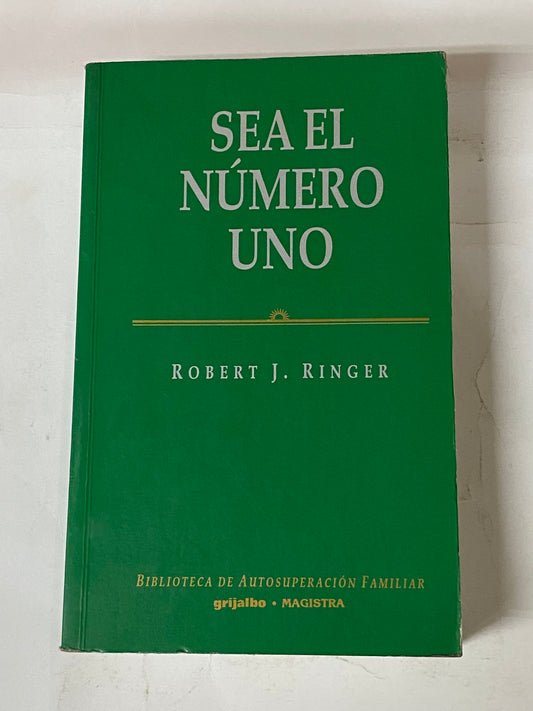 SEA EL
NÚMERO
UNO
ROBERT J. RINGER
BIBLIOTECA DE AUTOSUPERACIÓN FAMILIAR
grijalbo • MAGISTRA